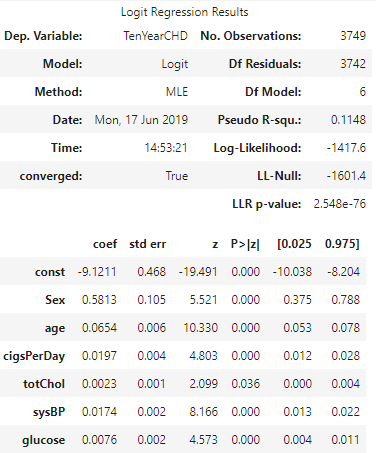 Logit Regression Results
Dep. Variable: TenYearCHD No. Observations: 3749
Model: Logit Df Residuals: 3742
Method: MLE Df Model: 6
Date: Mon, 17 Jun 2019 Pseudo R-squ.: 0.1148
Time: 14:53:21 Log-Likelihood: -1417.6
converged: True LL-Null: -1601.4
LLR p-value: 2.548e-76
coef std err z P>|z| [0.025 0.975]
const -9.1211 0.468 -19.491 0.000 -10.038 -8.204
Sex 0.5813 0.105 5.521 0.000 0.375 0.788
age 0.0654 0.006 10.330 0.000 0.053 0.078
cigsPerDay 0.0197 0.004 4.803 0.000 0.012 0.028
totChol 0.0023 0.001 2.099 0.036 0.000 0.004
sysBP 0.0174 0.002 8.166 0.000 0.013 0.022
glucose 0.0076 0.002 4.573 0.000 0.004 0.011